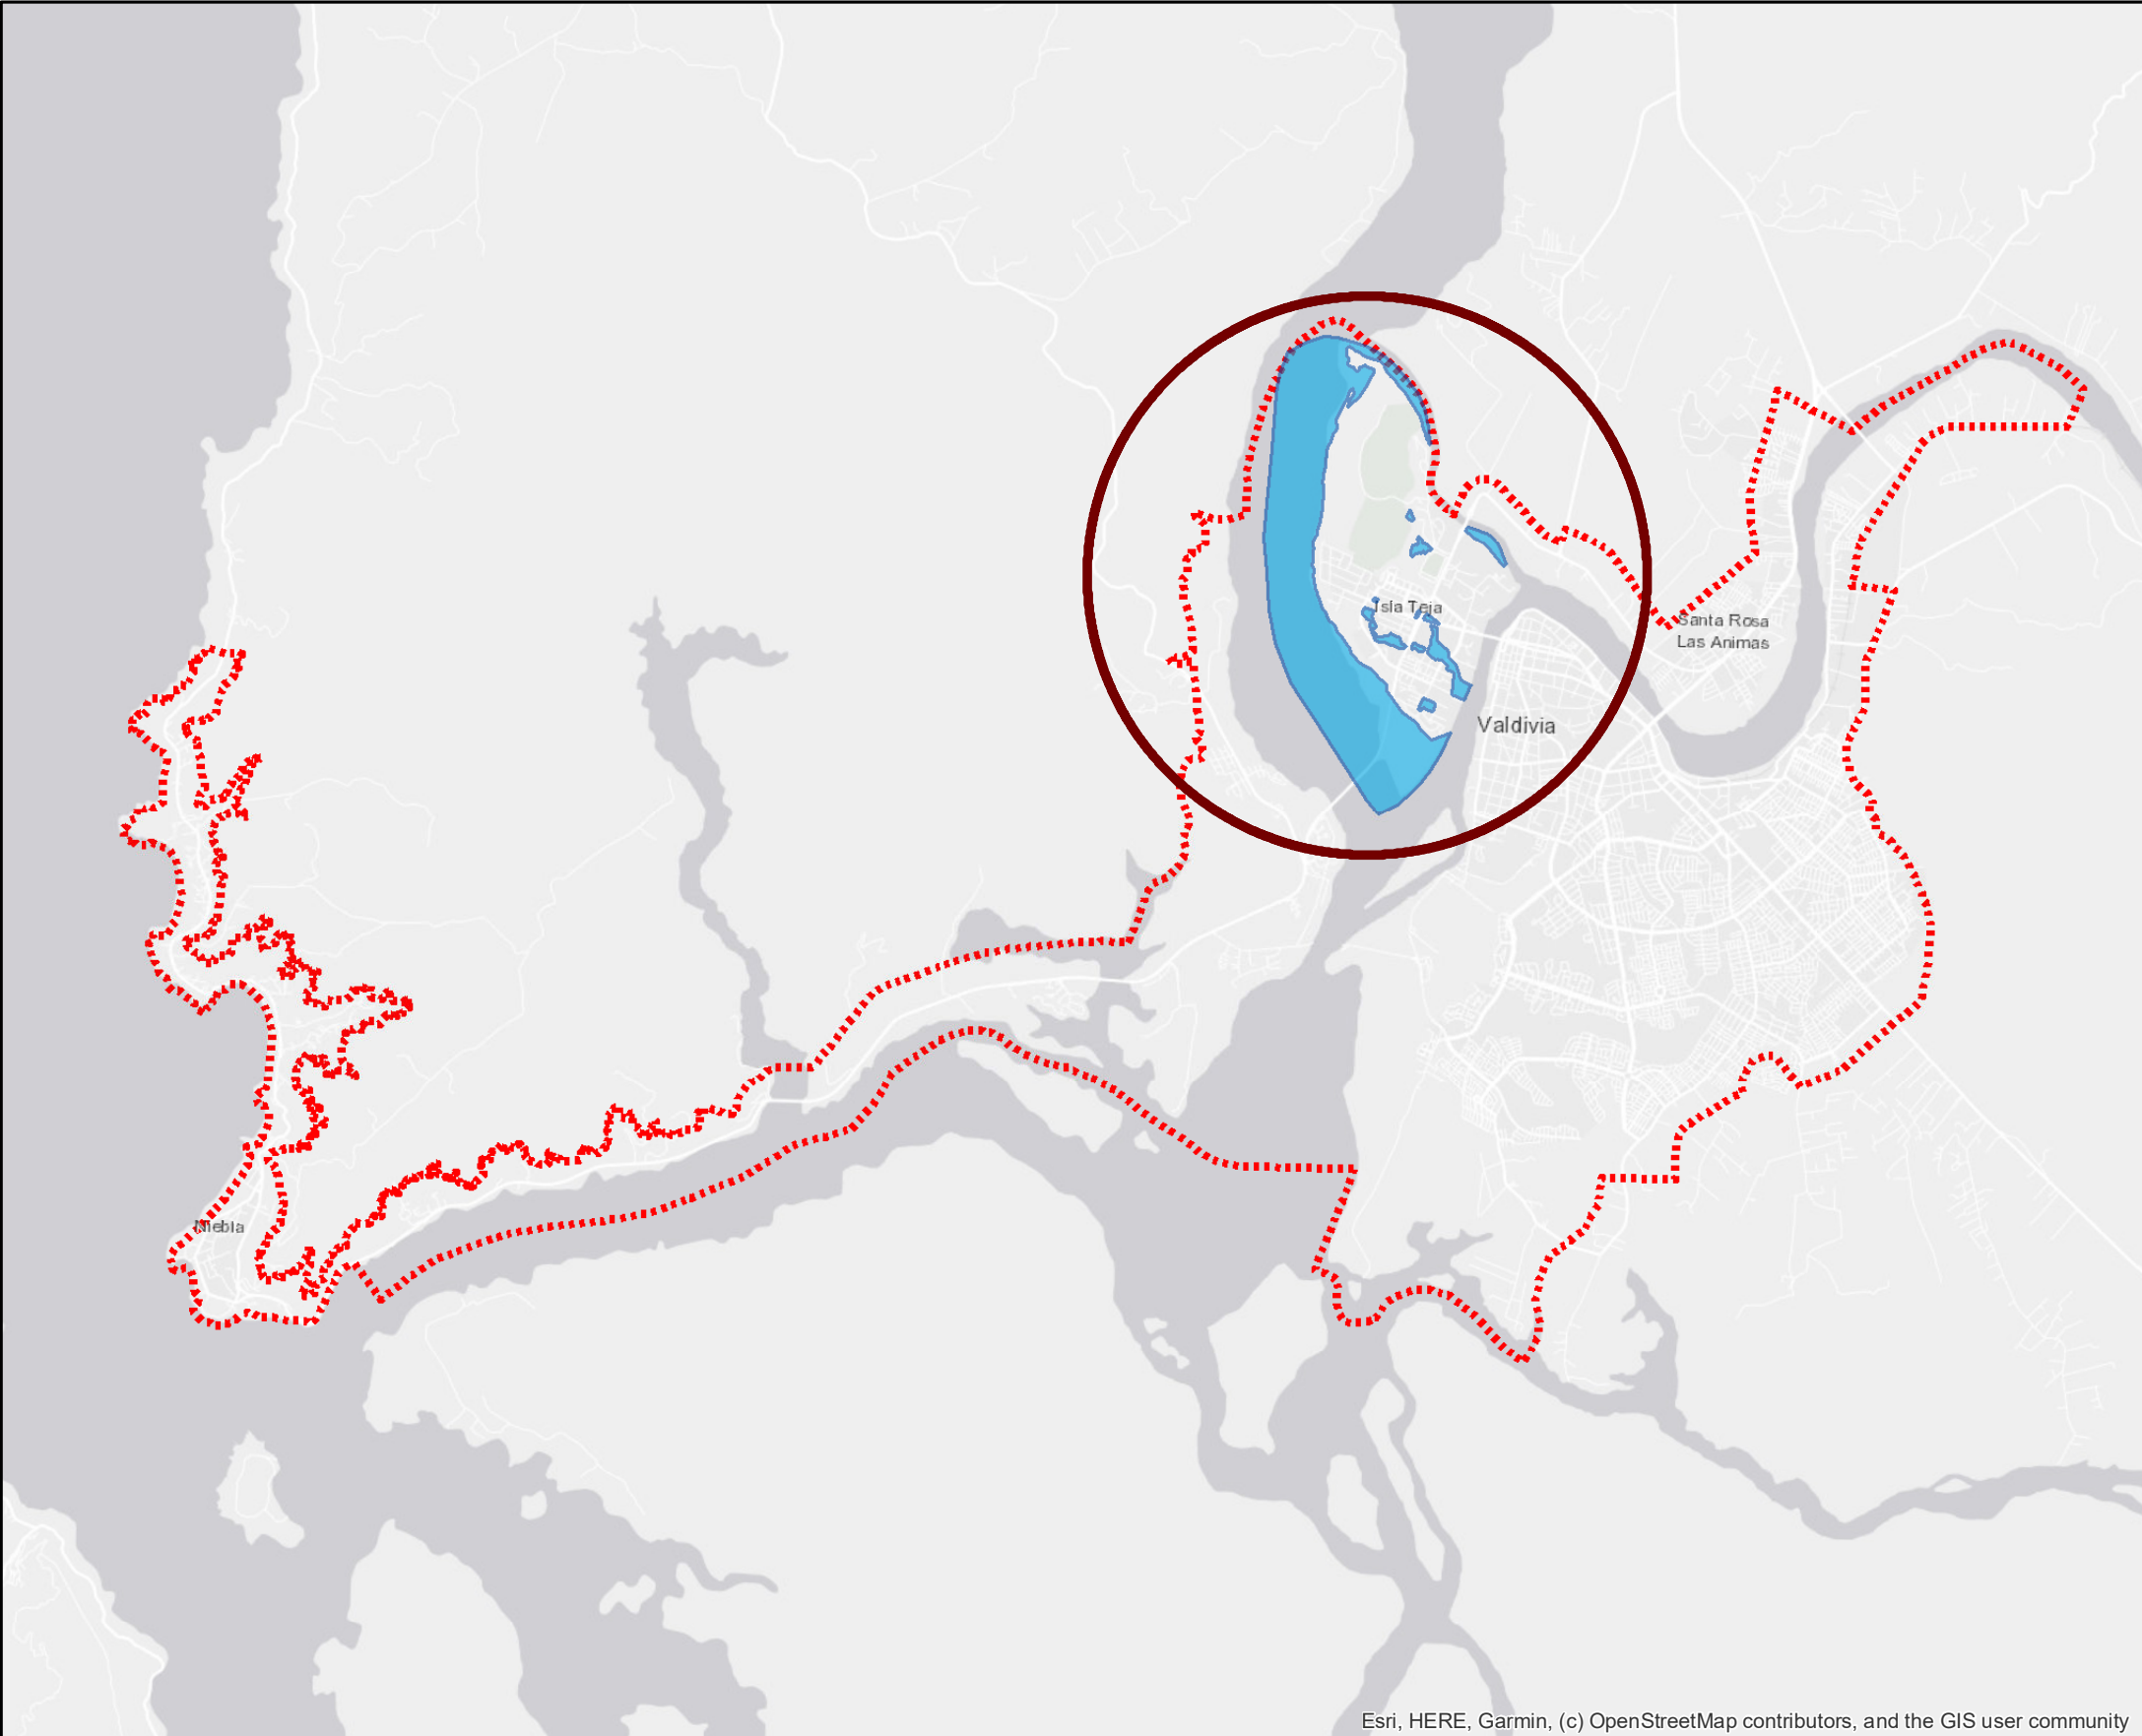 Isla Teja
Santa Rosa
Las Animas
Valdivia
Niebla
Esri, HERE, Garmin, (c) OpenStreetMap contributors, and the GIS user community